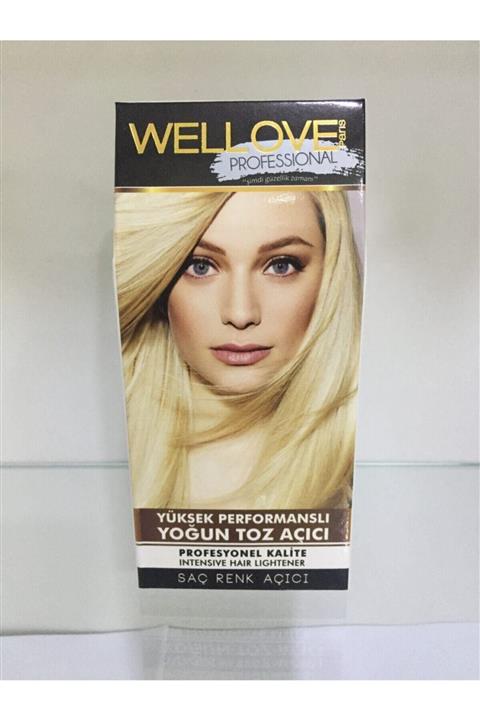 WELLOVE
Paris
PROFESSIONAL
"şimdi güzellik zamanı"
YÜKSEK PERFORMANSLI
YOĞUN TOZ AÇICI
PROFESYONEL KALİTE
INTENSIVE HAIR LIGHTENER
SAÇ RENK AÇICI